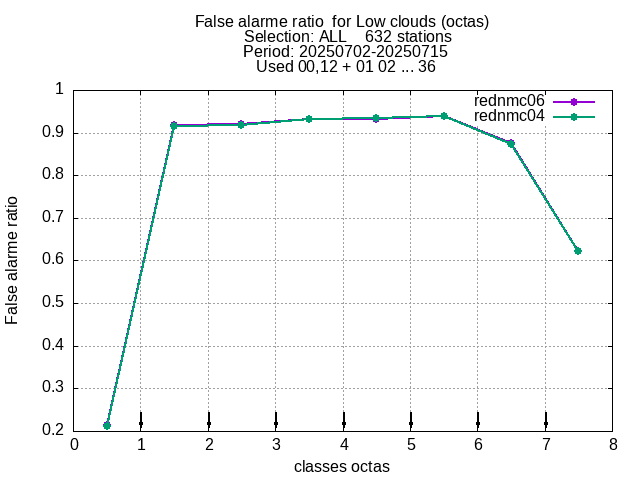 False alarme ratio  for Low clouds (octas)
Selection: ALL    632 stations
Period: 20250702-20250715
Used 00,12 + 01 02 ... 36
rednmc06
rednmc04
1
0.9
0.8
0.7
0.6
0.5
0.4
0.3
0.2
False alarme ratio
0 1 2 3 4 5 6 7 8
classes octas